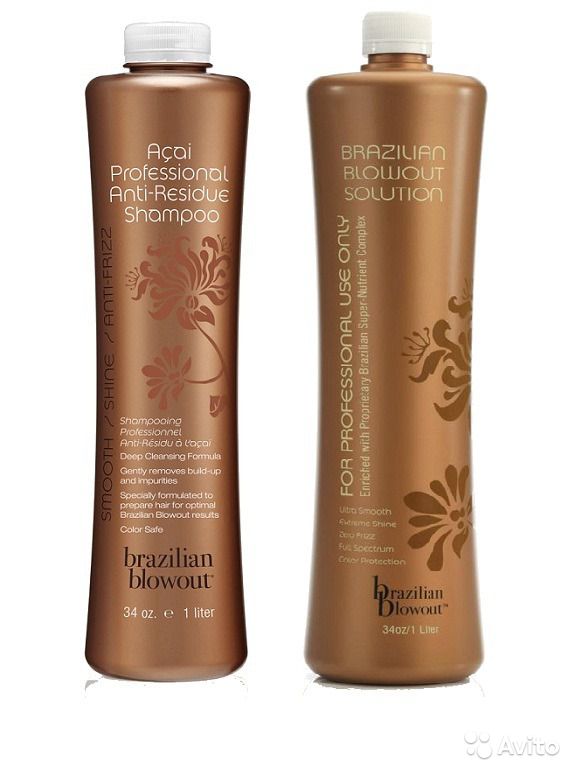 Açai
Professional
Anti-Residue
Shampoo
SMOOTH / SHINE / ANTI-FRIZZ
Shampooing
Professionnel
Anti-Résidu à l'açaí
Deep Cleansing Formula
Gently removes build-up
and impurities
Specially formulated to
prepare hair for optimal
Brazilian Blowout results
Color Safe
brazilian
blowout®
34 oz. e 1 liter
BRAZILIAN
BLOWOUT
SOLUTION
FOR PROFESSIONAL USE ONLY
Enriched with Proprietary Brazilian Super-Nutrient Complex
Ultra Smooth
Extreme Shine
Zero Frizz
Full Spectrum
Color Protection
brazilian
blowout™
34oz/1 Liter
Avito